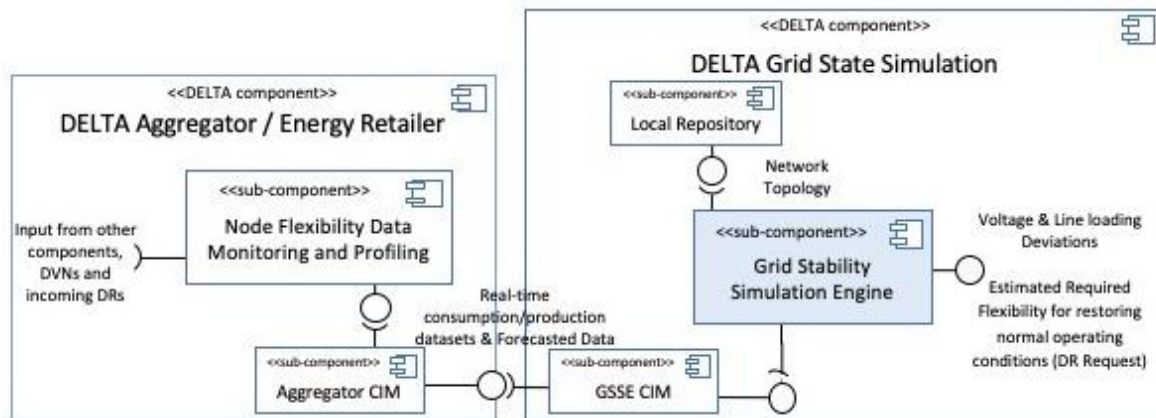 <<DELTA component>>
DELTA Aggregator / Energy Retailer
<<sub-component>>
Node Flexibility Data
Monitoring and Profiling
Input from other
components,
DVNs and
incoming DRs
<<sub-component>>
Aggregator CIM
Real-time
consumption/production
datasets & Forecasted Data
<<DELTA component>>
DELTA Grid State Simulation
<<sub-component>>
Local Repository
Network
Topology
<<sub-component>>
Grid Stability
Simulation Engine
Voltage & Line loading
Deviations
Estimated Required
Flexibility for restoring
normal operating
conditions (DR Request)
<<sub-component>>
GSSE CIM